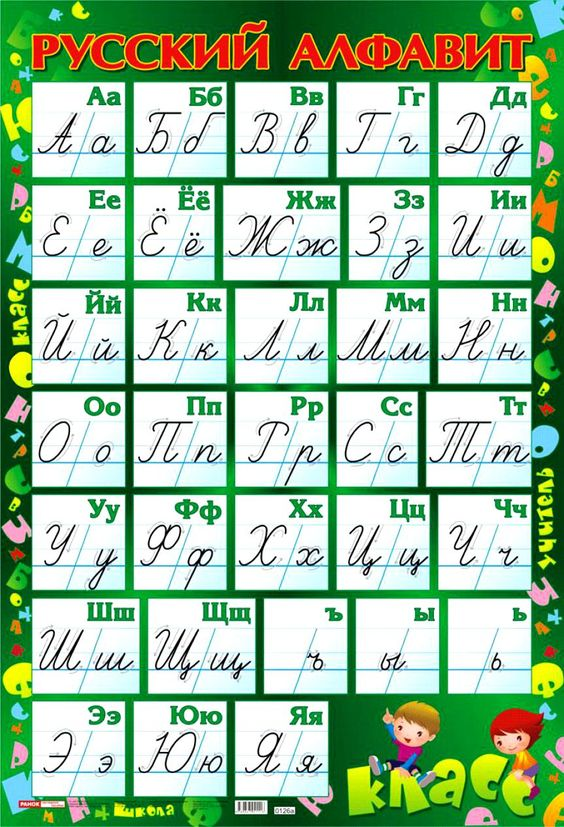 РУССКИЙ АЛФАВИТ
Аа Бб Вв Гг Дд
А а Б б В в Г г Д д
Ее Ёё Жж Зз Ии
Е е Ё ё Ж ж З з И и
Йй Кк Лл Мм Нн
Й й К к Л л М м Н н
Оо Пп Рр Сс Тт
О о П п Р р С с Т т
Уу Фф Хх Цц Чч
У у Ф ф Х х Ц ц Ч ч
Шш Щщ ъ ы ь
Ш ш Щ щ ъ ы ь
Ээ Юю Яя
Э э Ю ю Я я
класс
учитель
класс
РАНОК
школа
0126а